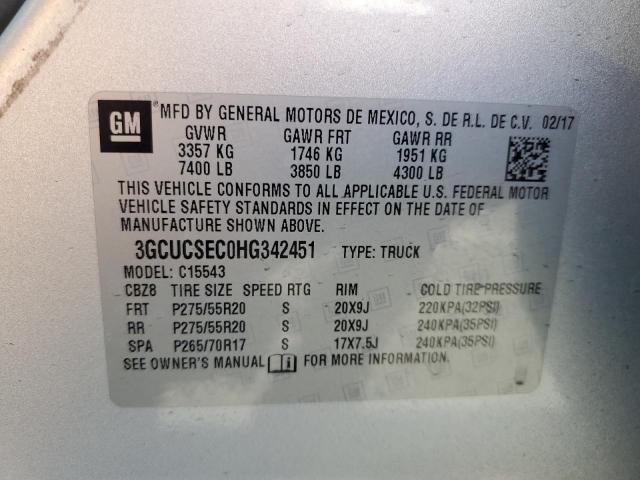 GM ® MFD BY GENERAL MOTORS DE MEXICO, S. DE R.L. DE C.V. 02/17
GVWR GAWR FRT GAWR RR
3357 KG 1746 KG 1951 KG
7400 LB 3850 LB 4300 LB
THIS VEHICLE CONFORMS TO ALL APPLICABLE U.S. FEDERAL MOTOR
VEHICLE SAFETY STANDARDS IN EFFECT ON THE DATE OF
MANUFACTURE SHOWN ABOVE.
3GCUCSEC0HG342451 TYPE: TRUCK
MODEL: C15543
CBZ8 TIRE SIZE SPEED RTG RIM COLD TIRE PRESSURE
FRT P275/55R20 S 20X9J 220KPA(32PSI)
RR P275/55R20 S 20X9J 240KPA(35PSI)
SPA P265/70R17 S 17X7.5J 240KPA(35PSI)
SEE OWNER'S MANUAL FOR MORE INFORMATION.